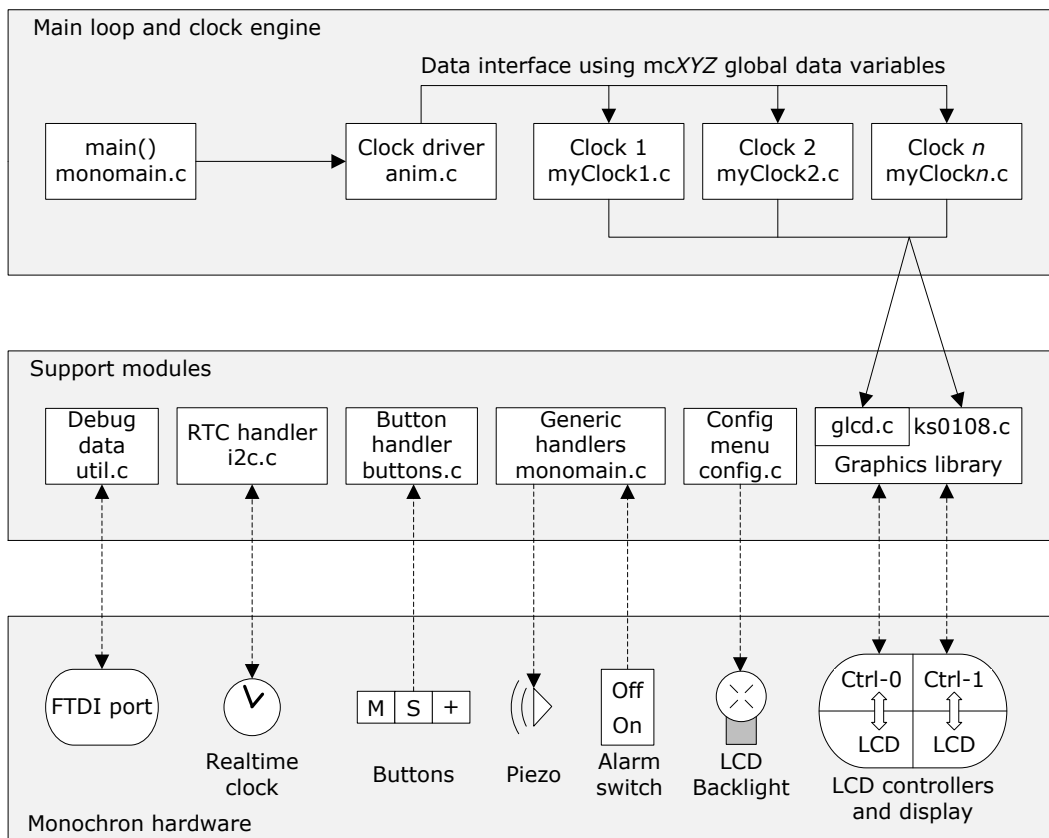 Main loop and clock engine
Data interface using mcXYZ global data variables
main()
monomain.c
Clock driver
anim.c
Clock 1
myClock1.c
Clock 2
myClock2.c
Clock n
myClockn.c
Support modules
Debug
data
util.c
RTC handler
i2c.c
Button
handler
buttons.c
Generic
handlers
monomain.c
Config
menu
config.c
glcd.c
ks0108.c
Graphics library
FTDI port
Realtime
clock
M S +
Buttons
Piezo
Off
On
Alarm
switch
LCD
Backlight
Ctrl-0
Ctrl-1
LCD
LCD
LCD controllers
and display
Monochron hardware